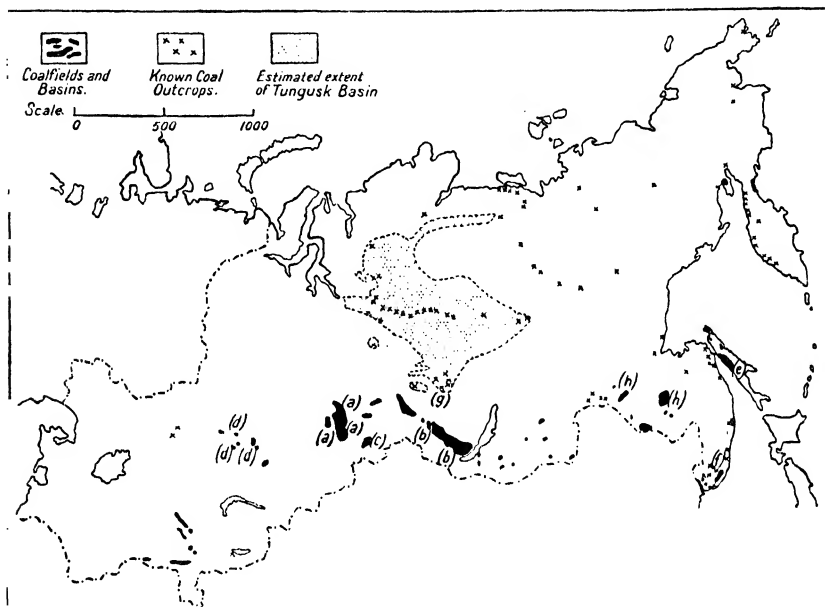 Coalfields and Basins.
Known Coal Outcrops.
Estimated extent of Tungusk Basin
Scale.
0 500 1000
(a)
(a) (a)
(b)
(b)
(c)
(d)
(d) (d)
(e)
(f)
(g)
(h)
(h)